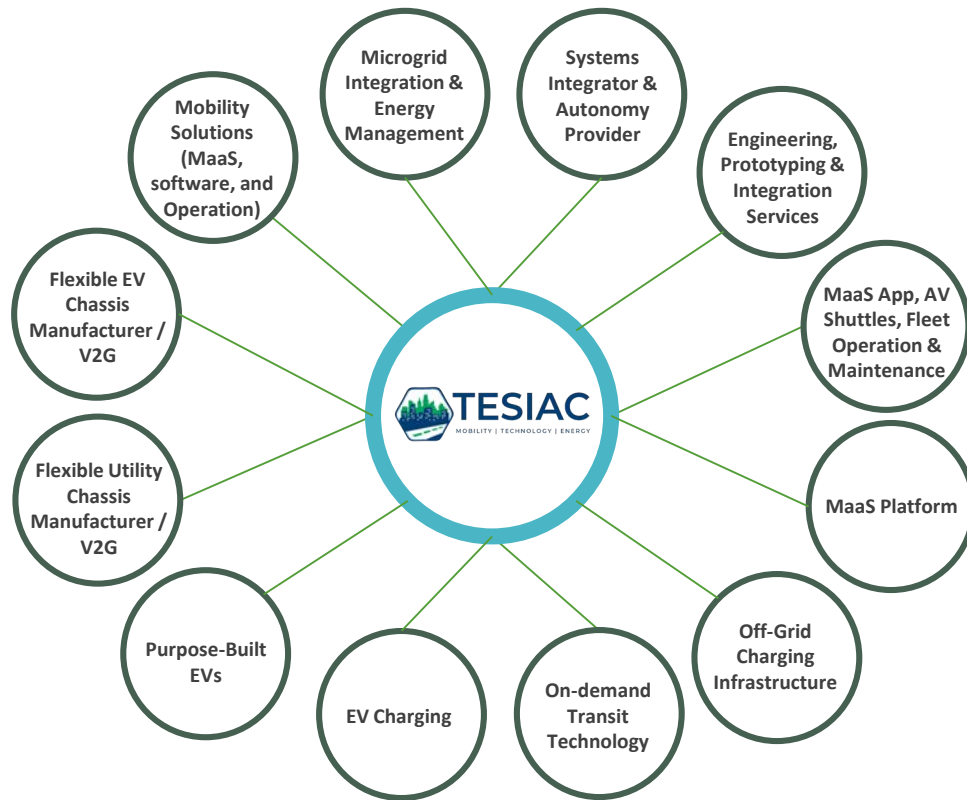 Microgrid
Integration &
Energy
Management
Systems
Integrator &
Autonomy
Provider
Mobility
Solutions
(MaaS,
software, and
Operation)
Engineering,
Prototyping &
Integration
Services
Flexible EV
Chassis
Manufacturer /
V2G
MaaS App, AV
Shuttles, Fleet
Operation &
Maintenance
TESIAC
MOBILITY | TECHNOLOGY | ENERGY
Flexible Utility
Chassis
Manufacturer /
V2G
MaaS Platform
Purpose-Built
EVs
Off-Grid
Charging
Infrastructure
EV Charging
On-demand
Transit
Technology